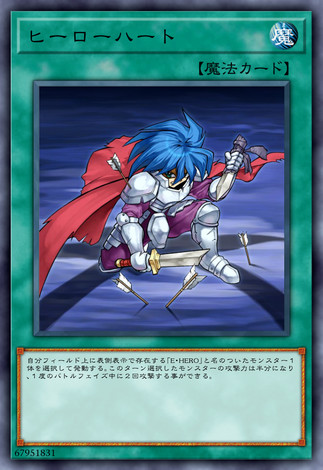 ヒーローハート
魔
【魔法カード】
自分フィールド上に表側表示で存在する「E・HERO」と名のついたモンスター１
体を選択して発動する。このターン選択したモンスターの攻撃力は半分になり
、１度のバトルフェイズ中に２回攻撃する事ができる。
67951831